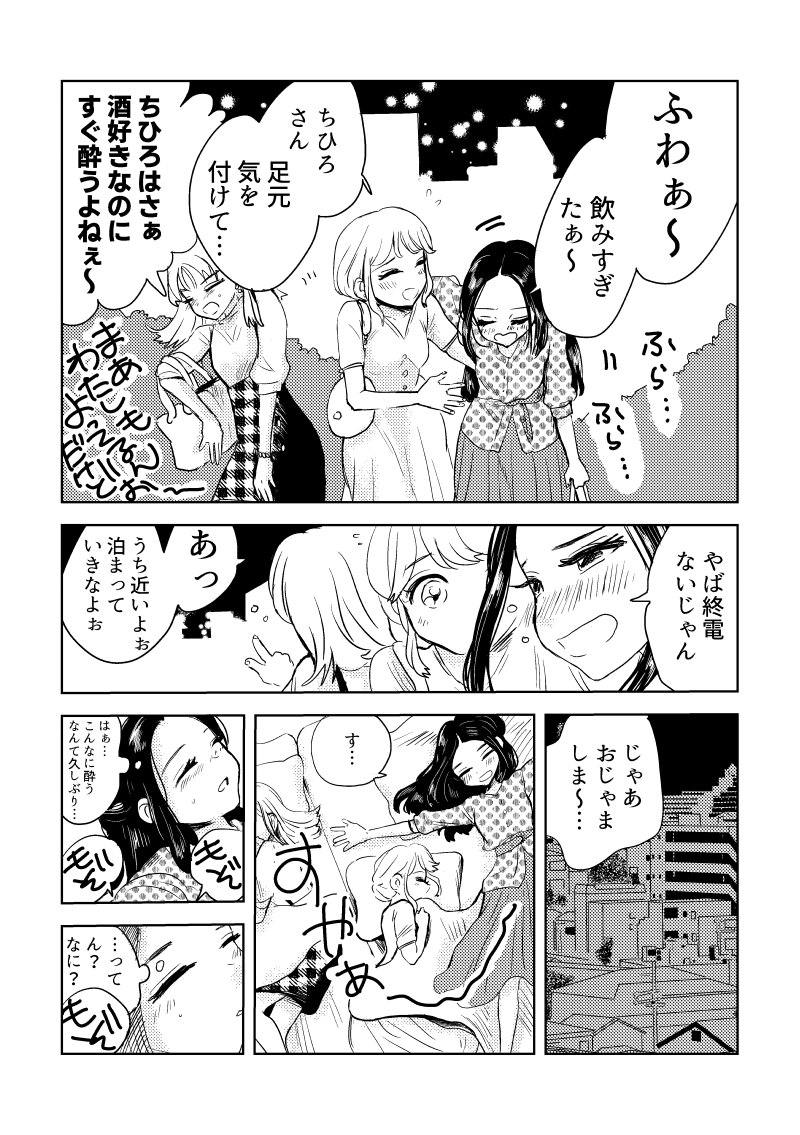 ふわぁ〜
飲みすぎ
たぁ〜
ふら…
ふら…
ちひろ
さん
足元
気を
付けて…
ちひろはさぁ
酒好きなのに
すぐ酔うよねぇ〜
まあ
わたしも
よってるん
だけどぉー
やば終電
ないじゃん
あっ
うち近いよぉ
泊まって
いきなよぉ
じゃあ
おじゃま
しま〜…
す…
すやぁ
はぁ…
こんなに酔う
なんて久しぶり…
もぞん
もぞん
…って
ん?
なに?
もぞん